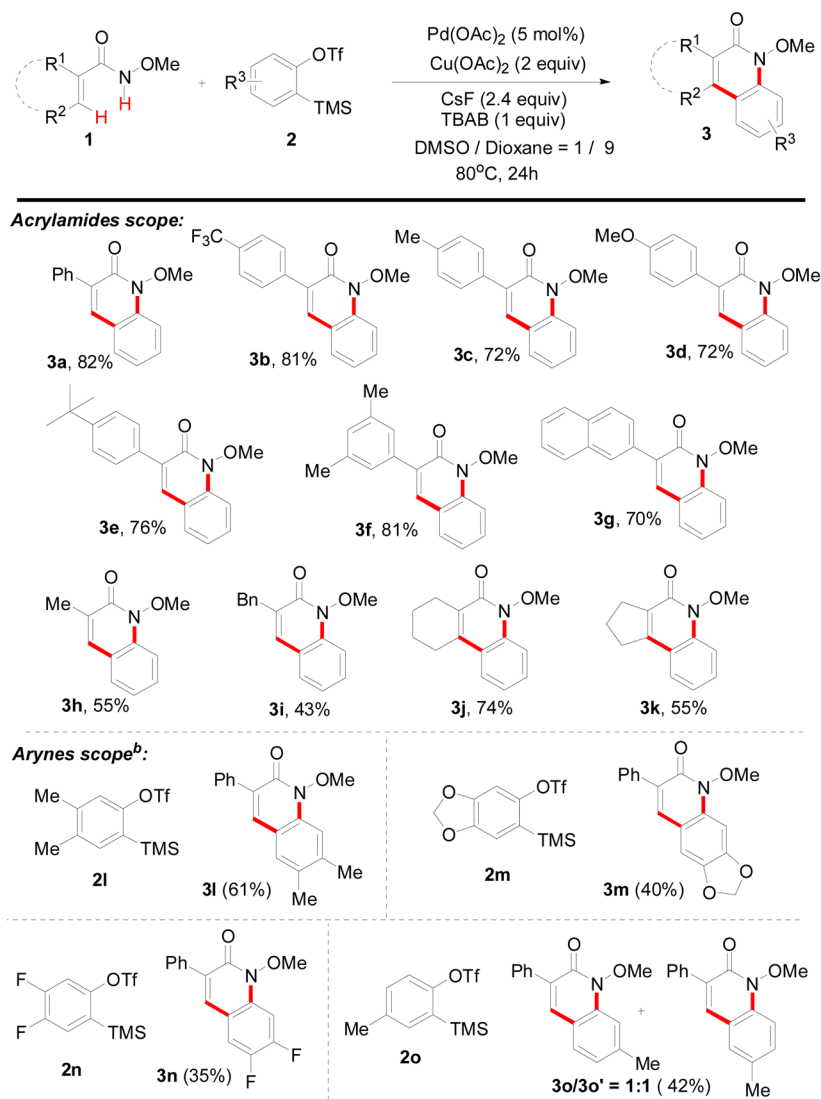 R1
O
N
OMe
R2
H
H
1
+
R3
OTf
TMS
2
Pd(OAc)2 (5 mol%)
Cu(OAc)2 (2 equiv)
CsF (2.4 equiv)
TBAB (1 equiv)
DMSO / Dioxane = 1 / 9
80oC, 24h
R1
O
N
OMe
R2
R3
3
Acrylamides scope:
Ph
O
N
OMe
3a, 82%
F3C
O
N
OMe
3b, 81%
Me
O
N
OMe
3c, 72%
MeO
O
N
OMe
3d, 72%
O
N
OMe
3e, 76%
Me
Me
O
N
OMe
3f, 81%
O
N
OMe
3g, 70%
Me
O
N
OMe
3h, 55%
Bn
O
N
OMe
3i, 43%
O
N
OMe
3j, 74%
O
N
OMe
3k, 55%
Arynes scopeb:
Me
Me
OTf
TMS
2l
Ph
O
N
OMe
Me
Me
3l (61%)
O
O
OTf
TMS
2m
Ph
O
N
OMe
O
O
3m (40%)
F
F
OTf
TMS
2n
Ph
O
N
OMe
F
F
3n (35%)
Me
OTf
TMS
2o
Ph
O
N
OMe
Me
+
Ph
O
N
OMe
Me
3o/3o' = 1:1 ( 42%)